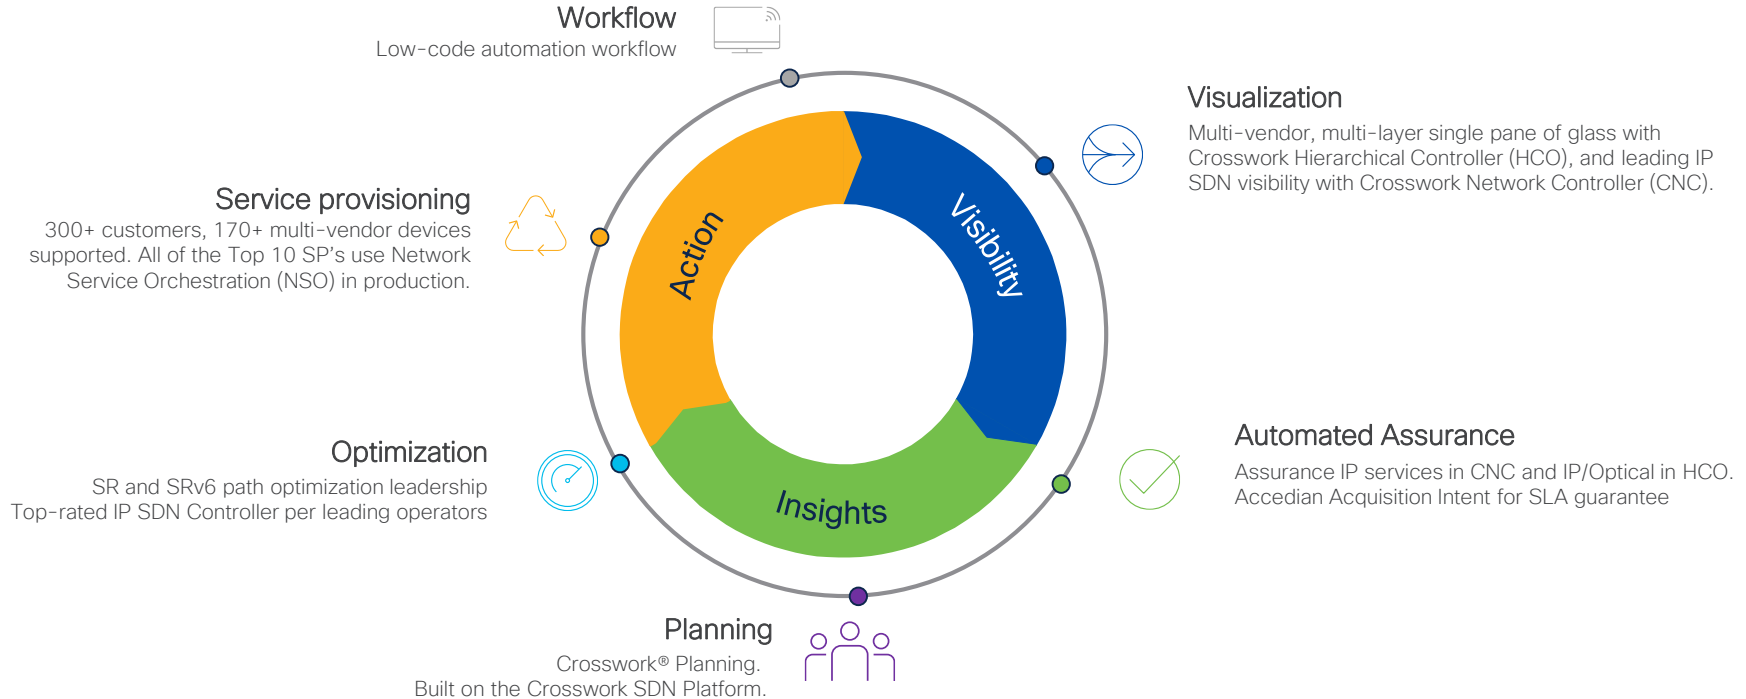 Workflow
Low-code automation workflow
Visualization
Multi-vendor, multi-layer single pane of glass with
Crosswork Hierarchical Controller (HCO), and leading IP
SDN visibility with Crosswork Network Controller (CNC).
Service provisioning
300+ customers, 170+ multi-vendor devices
supported. All of the Top 10 SP's use Network
Service Orchestration (NSO) in production.
Action
Visibility
Insights
Optimization
SR and SRv6 path optimization leadership
Top-rated IP SDN Controller per leading operators
Automated Assurance
Assurance IP services in CNC and IP/Optical in HCO.
Accedian Acquisition Intent for SLA guarantee
Planning
Crosswork® Planning.
Built on the Crosswork SDN Platform.